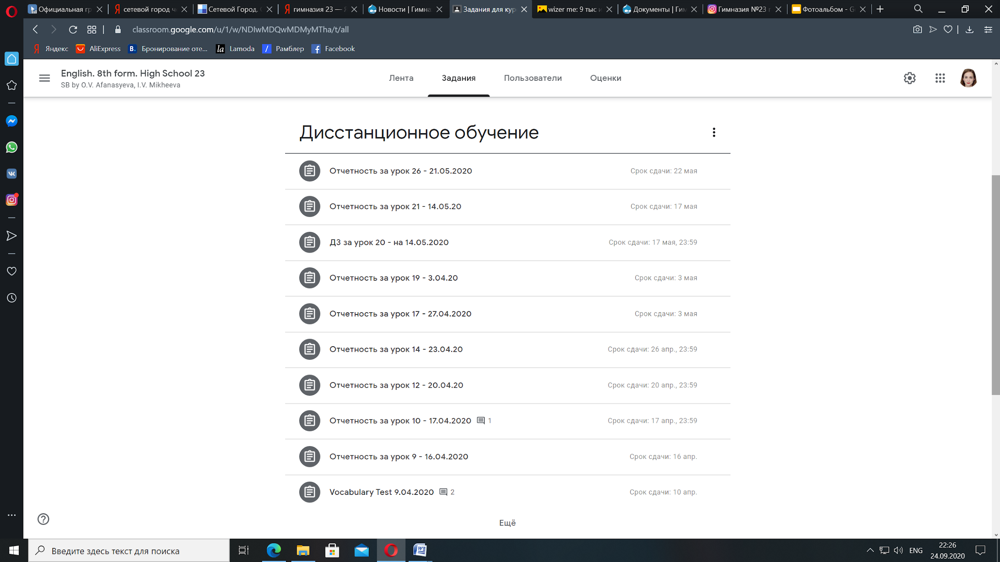 Официальная гр
сетевой город ч
Сетевой Город.
гимназия 23 —
Новости | Гимна
Задания для кур
wizer me: 9 тыс и
Документы | Гим
Гимназия №23 г
Фотоальбом - G
classroom.google.com/u/1/w/NDIwMDQwMDMyMTha/t/all
Яндекс
AliExpress
B. Бронирование оте...
la Lamoda
Рамблер
Facebook
English. 8th form. High School 23
SB by O.V. Afanasyeva, I.V. Mikheeva
Лента
Задания
Пользователи
Оценки
Дисстанционное обучение
Отчетность за урок 26 - 21.05.2020 Срок сдачи: 22 мая
Отчетность за урок 21 - 14.05.20 Срок сдачи: 17 мая
ДЗ за урок 20 - на 14.05.2020 Срок сдачи: 17 мая, 23:59
Отчетность за урок 19 - 3.04.20 Срок сдачи: 3 мая
Отчетность за урок 17 - 27.04.2020 Срок сдачи: 3 мая
Отчетность за урок 14 - 23.04.20 Срок сдачи: 26 апр., 23:59
Отчетность за урок 12 - 20.04.20 Срок сдачи: 20 апр., 23:59
Отчетность за урок 10 - 17.04.2020 1 Срок сдачи: 17 апр., 23:59
Отчетность за урок 9 - 16.04.2020 Срок сдачи: 16 апр.
Vocabulary Test 9.04.2020 2 Срок сдачи: 10 апр.
Ещё
Введите здесь текст для поиска
ENG
22:26
24.09.2020